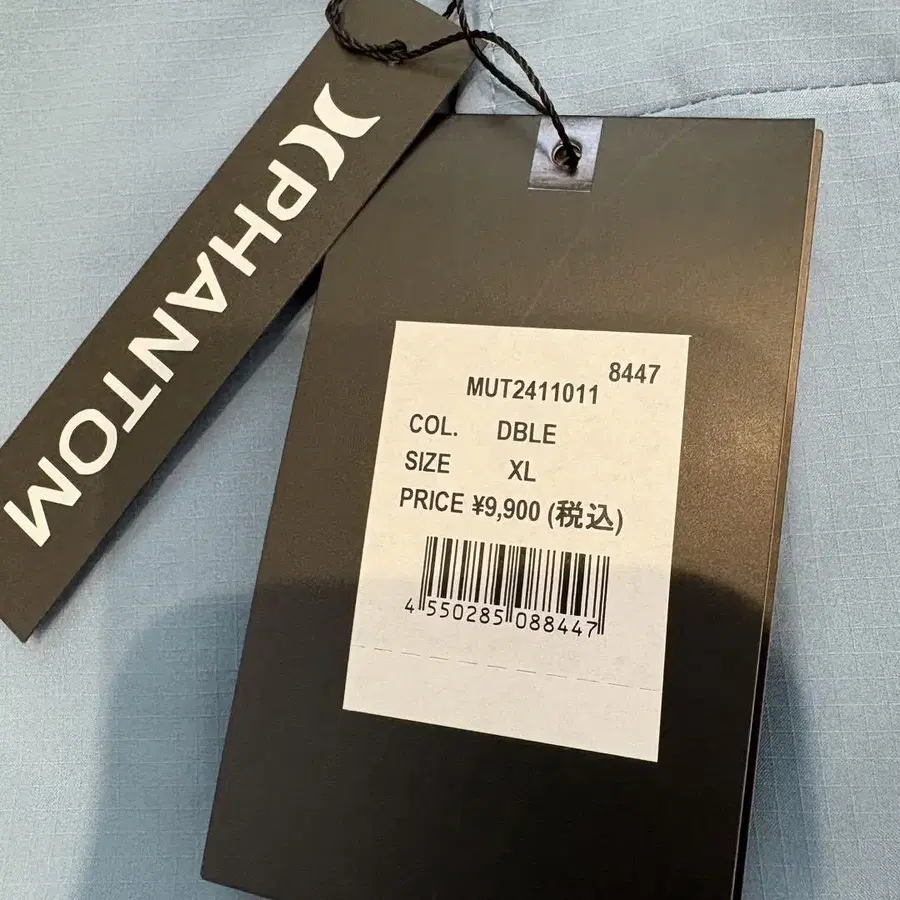 PHANTOM
8447
MUT2411011
COL. DBLE
SIZE XL
PRICE ¥9,900 (税込)
4 550285 088447